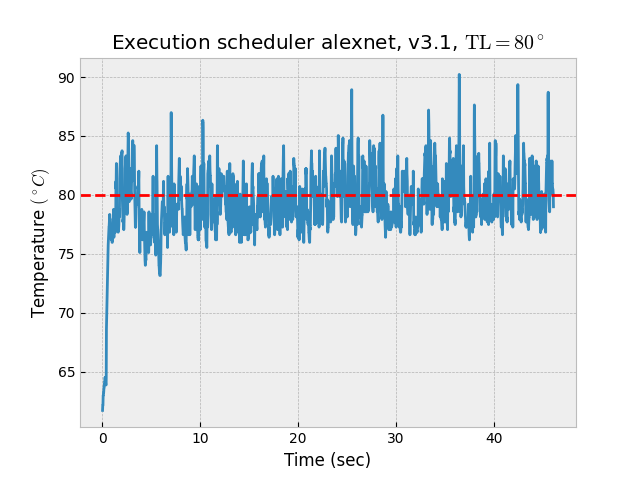 Execution scheduler alexnet, v3.1, TL = 80°
90
85
80
75
70
65
Temperature (°C)
0 10 20 30 40
Time (sec)